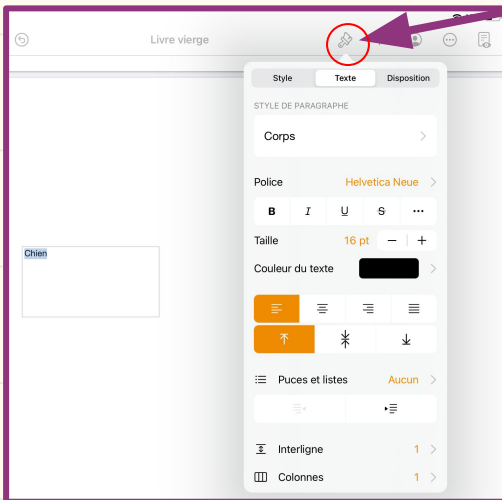 Livre vierge
Style Texte Disposition
STYLE DE PARAGRAPHE
Corps
Police Helvetica Neue
B I U S
Taille 16 pt − +
Couleur du texte
Chien
Puces et listes Aucun
Interligne 1
Colonnes 1